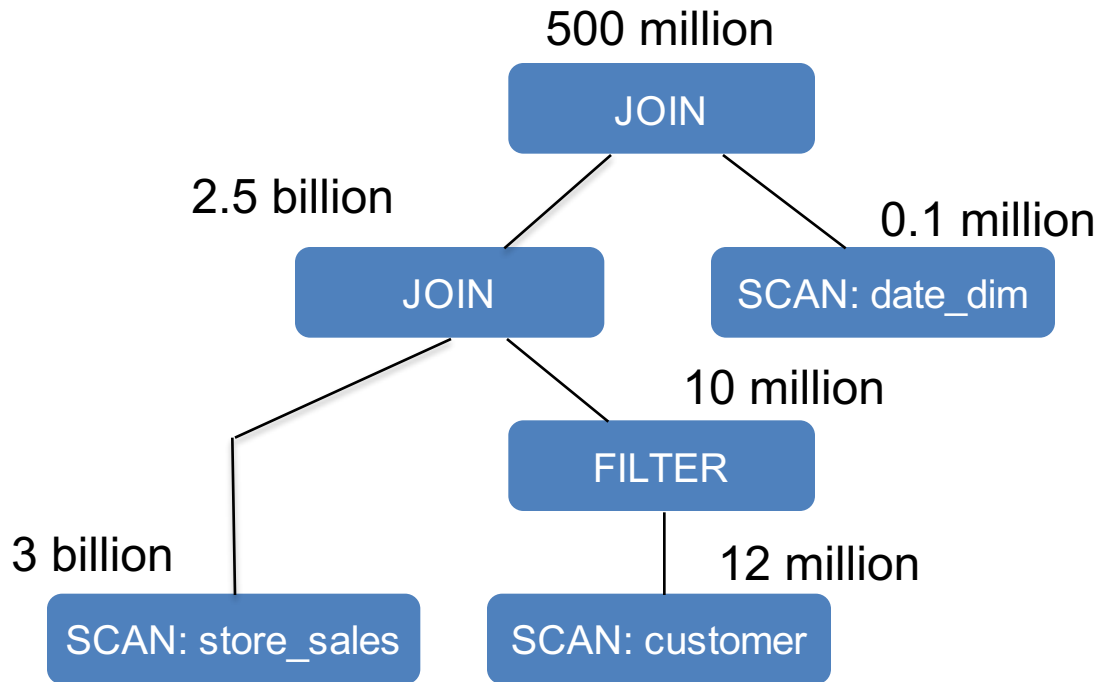 500 million
JOIN
2.5 billion
0.1 million
JOIN
SCAN: date_dim
10 million
FILTER
3 billion
12 million
SCAN: store_sales
SCAN: customer